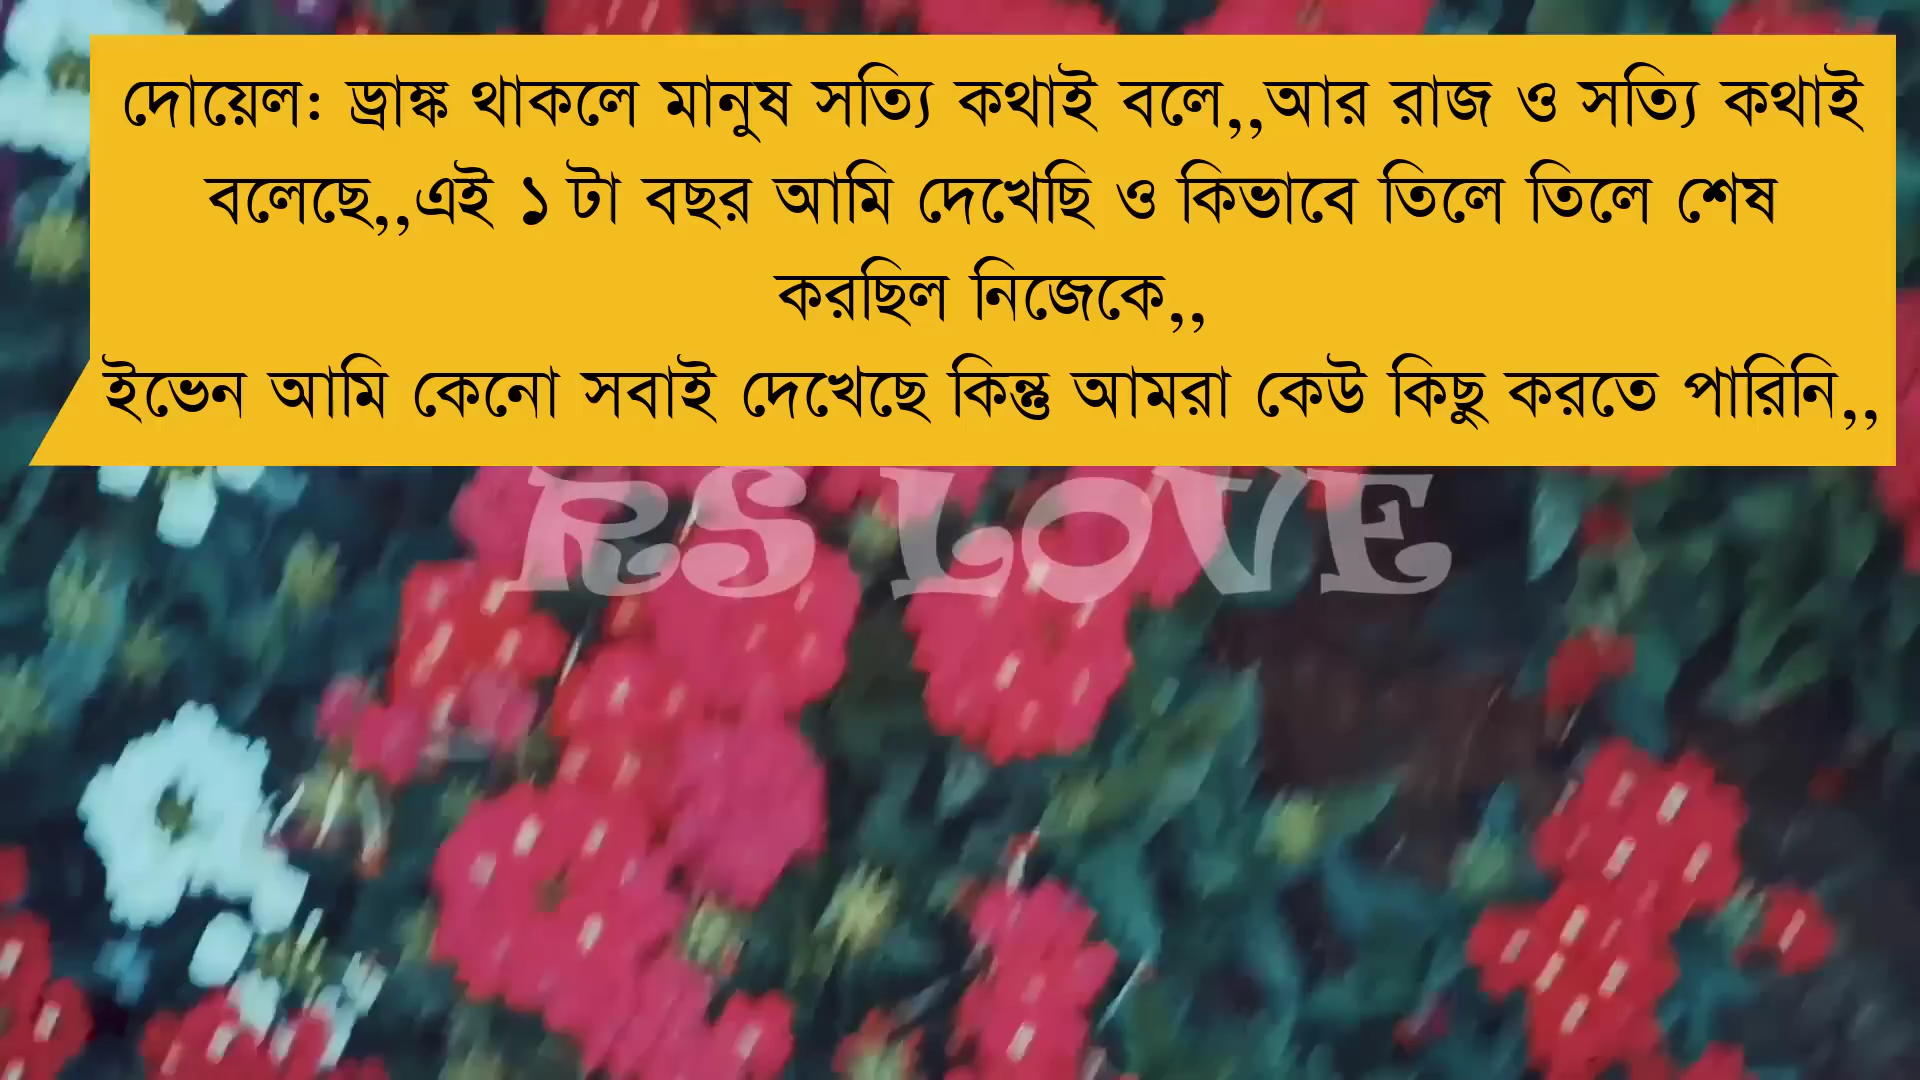 দোয়েল: ড্রাঙ্ক থাকলে মানুষ সত্যি কথাই বলে,,আর রাজ ও সত্যি কথাই
বলেছে,,এই ১ টা বছর আমি দেখেছি ও কিভাবে তিলে তিলে শেষ
করছিল নিজেকে,,
ইভেন আমি কেনো সবাই দেখেছে কিন্তু আমরা কেউ কিছু করতে পারিনি,,
RS LOVE